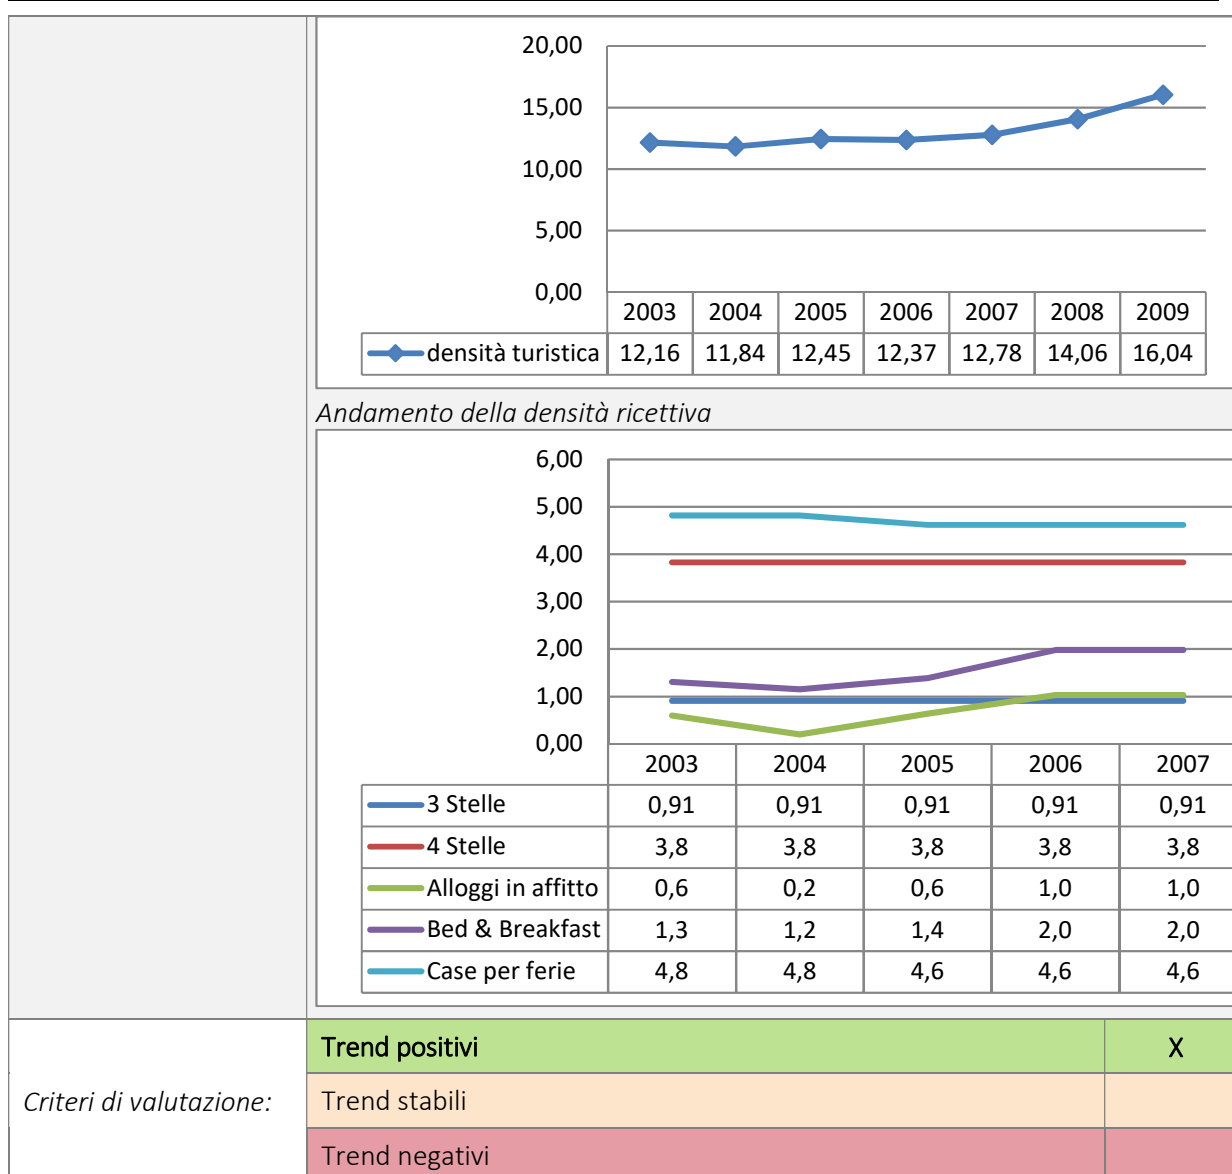 20,00
15,00
10,00
5,00
0,00
2003 2004 2005 2006 2007 2008 2009
densità turistica 12,16 11,84 12,45 12,37 12,78 14,06 16,04
Andamento della densità ricettiva
6,00
5,00
4,00
3,00
2,00
1,00
0,00
2003 2004 2005 2006 2007
3 Stelle 0,91 0,91 0,91 0,91 0,91
4 Stelle 3,8 3,8 3,8 3,8 3,8
Alloggi in affitto 0,6 0,2 0,6 1,0 1,0
Bed & Breakfast 1,3 1,2 1,4 2,0 2,0
Case per ferie 4,8 4,8 4,6 4,6 4,6
Criteri di valutazione:
Trend positivi X
Trend stabili
Trend negativi